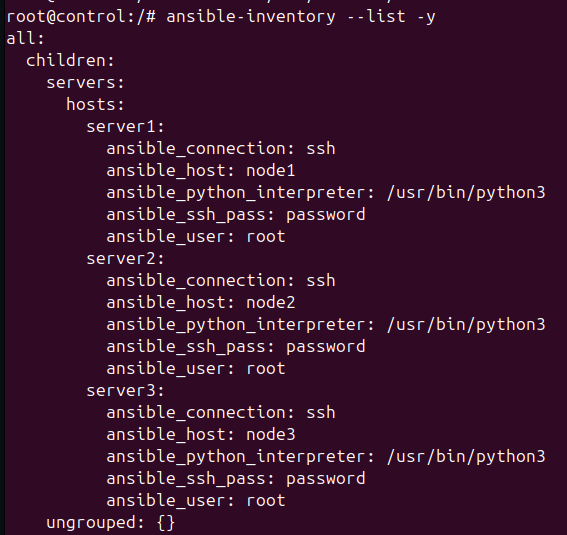 root@control:/# ansible-inventory --list -y
all:
  children:
    servers:
      hosts:
        server1:
          ansible_connection: ssh
          ansible_host: node1
          ansible_python_interpreter: /usr/bin/python3
          ansible_ssh_pass: password
          ansible_user: root
        server2:
          ansible_connection: ssh
          ansible_host: node2
          ansible_python_interpreter: /usr/bin/python3
          ansible_ssh_pass: password
          ansible_user: root
        server3:
          ansible_connection: ssh
          ansible_host: node3
          ansible_python_interpreter: /usr/bin/python3
          ansible_ssh_pass: password
          ansible_user: root
    ungrouped: {}